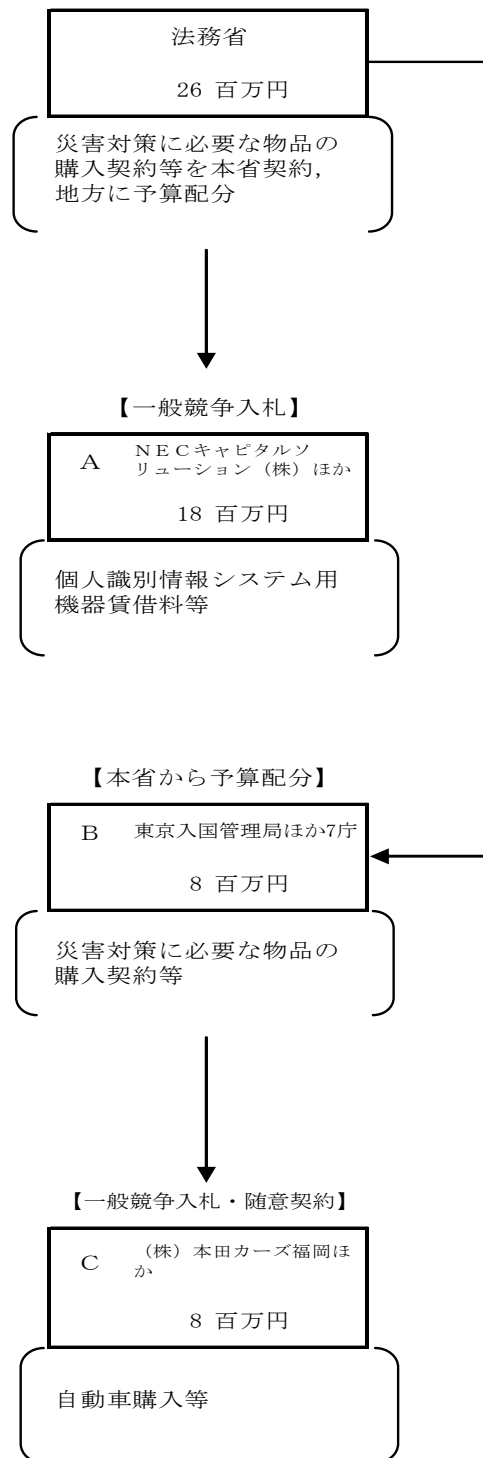 法務省
26 百万円
災害対策に必要な物品の
購入契約等を本省契約,
地方に予算配分
【一般競争入札】
A
ＮＥＣキャピタルソ
リューション（株）ほか
18 百万円
個人識別情報システム用
機器賃借料等
【本省から予算配分】
B 東京入国管理局ほか7庁
8 百万円
災害対策に必要な物品の
購入契約等
【一般競争入札・随意契約】
C
（株）本田カーズ福岡ほ
か
8 百万円
自動車購入等